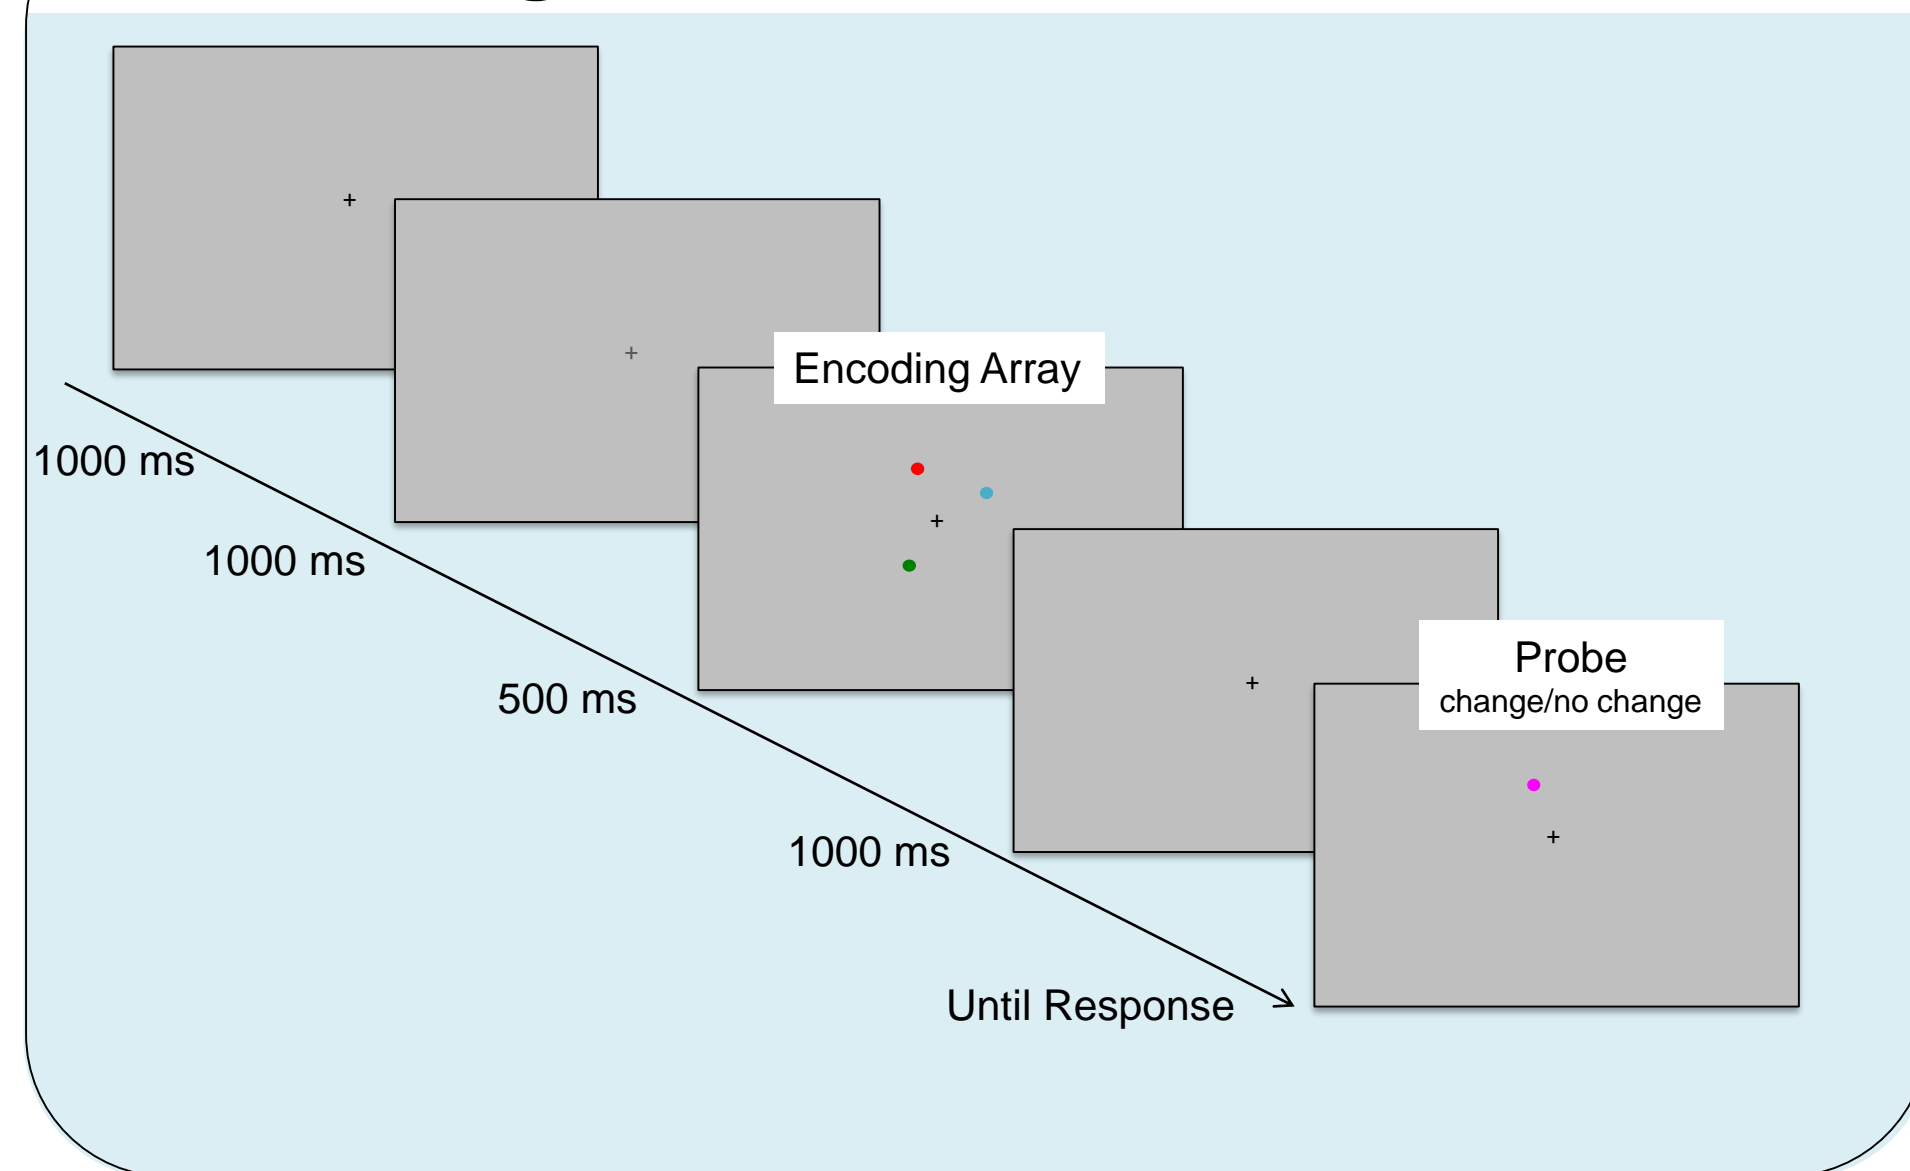 Encoding Array
1000 ms
1000 ms
Probe
change/no change
500 ms
1000 ms
Until Response